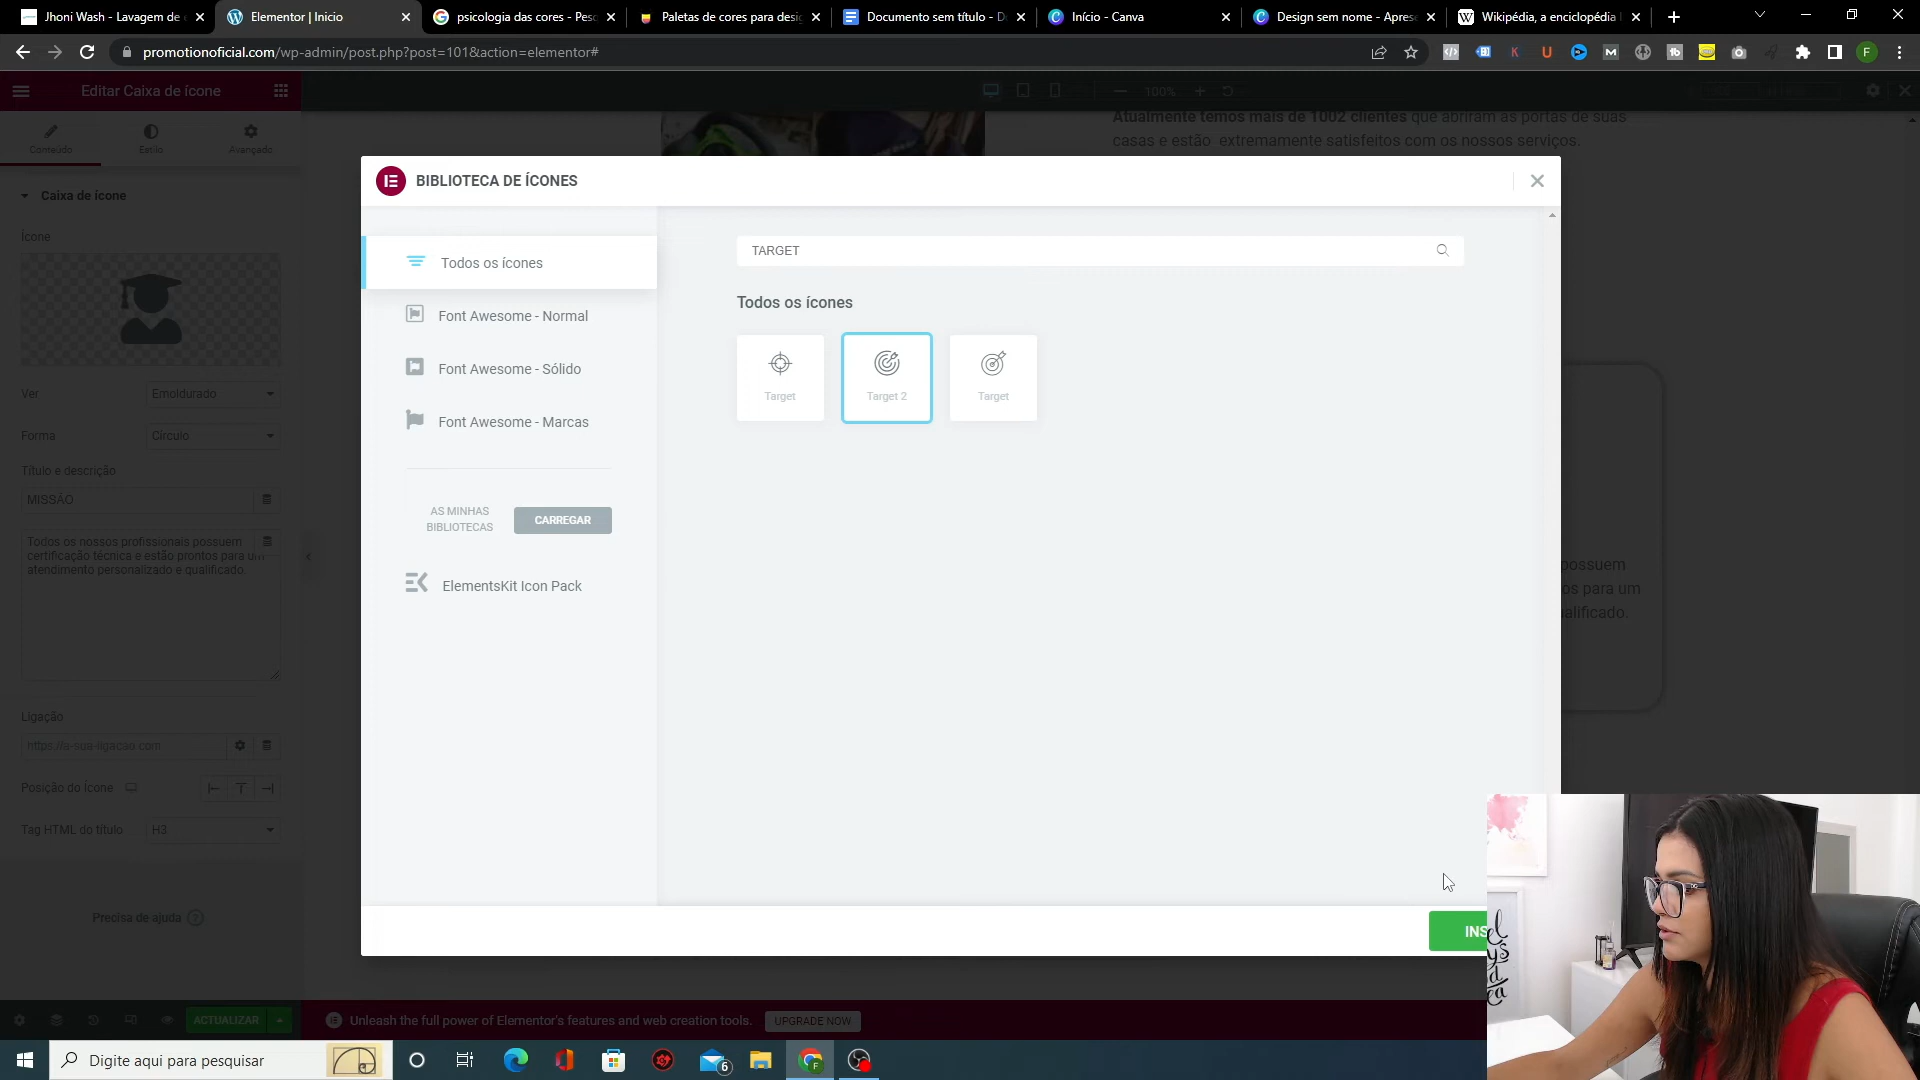 Jhoni Wash - Lavagem de
Elementor | Inicio
psicologia das cores - Pes
Paletas de cores para desig
Documento sem título - D
Início - Canva
Design sem nome - Aprese
Wikipédia, a enciclopédia
promotionoficial.com/wp-admin/post.php?post=101&action=elementor#
Editar Caixa de ícone
100%
Conteúdo
Estilo
Avançado
Atualmente temos mais de 1002 clientes que abriram as portas de suas
casas e estão extremamente satisfeitos com os nossos serviços.
BIBLIOTECA DE ÍCONES
Caixa de ícone
Ícone
Ver
Emoldurado
Forma
Círculo
Título e descrição
MISSÃO
Todos os nossos profissionais possuem
certificação técnica e estão prontos para um
atendimento personalizado e qualificado.
Ligação
https://a-sua-ligacao.com
Posição do Ícone
Tag HTML do título
H3
Precisa de ajuda
Todos os ícones
Font Awesome - Normal
Font Awesome - Sólido
Font Awesome - Marcas
AS MINHAS
BIBLIOTECAS
CARREGAR
ElementsKit Icon Pack
TARGET
Todos os ícones
Target
Target 2
Target
possuem
os para um
alificado.
INS
ACTUALIZAR
Unleash the full power of Elementor's features and web creation tools.
UPGRADE NOW
Digite aqui para pesquisar
6